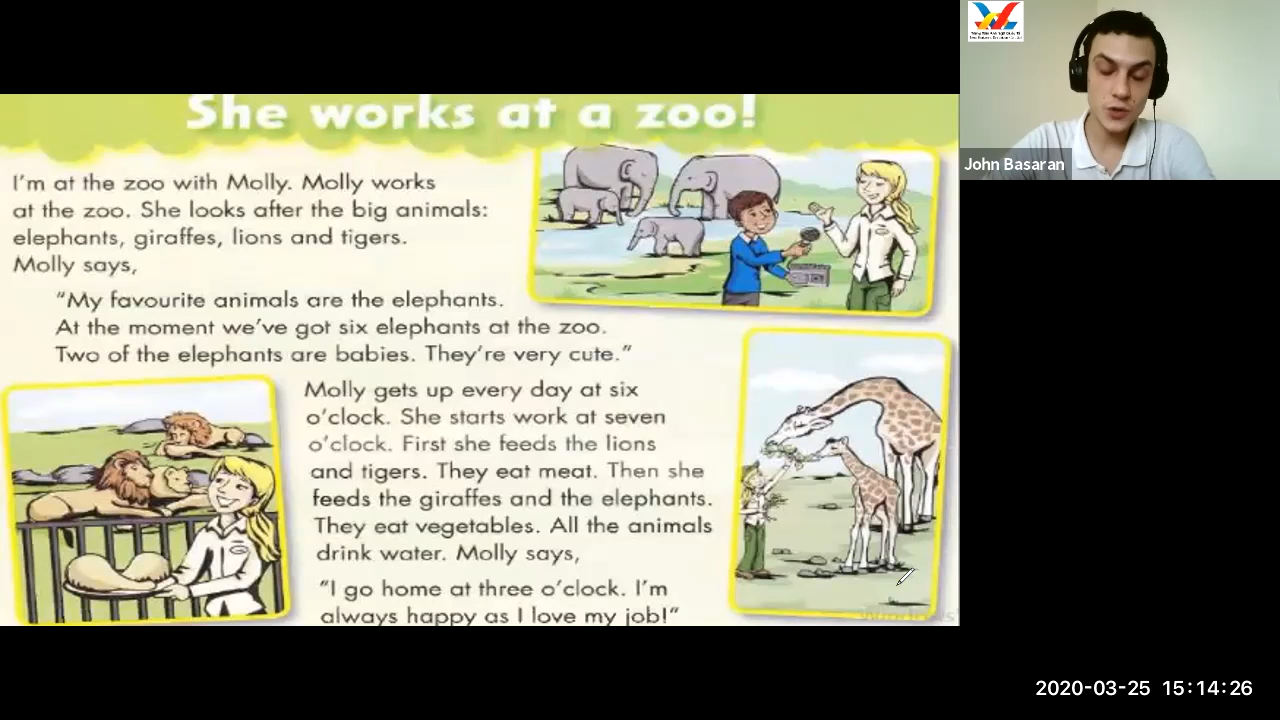 She works at a zoo!
I'm at the zoo with Molly. Molly works
at the zoo. She looks after the big animals:
elephants, giraffes, lions and tigers.
Molly says,
"My favourite animals are the elephants.
At the moment we've got six elephants at the zoo.
Two of the elephants are babies. They're very cute."
Molly gets up every day at six
o'clock. She starts work at seven
o'clock. First she feeds the lions
and tigers. They eat meat. Then she
feeds the giraffes and the elephants.
They eat vegetables. All the animals
drink water. Molly says,
"I go home at three o'clock. I'm
always happy as I love my job!"
John Basaran
2020-03-25 15:14:26